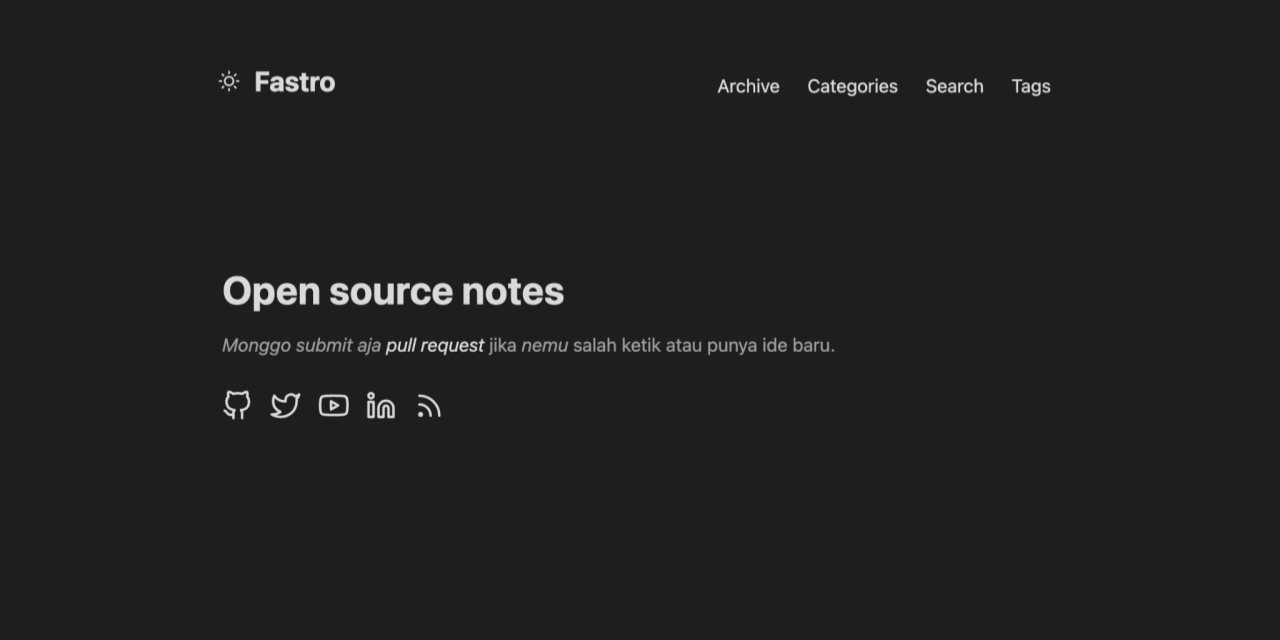 Fastro
Archive Categories Search Tags
Open source notes
Monggo submit aja pull request jika nemu salah ketik atau punya ide baru.